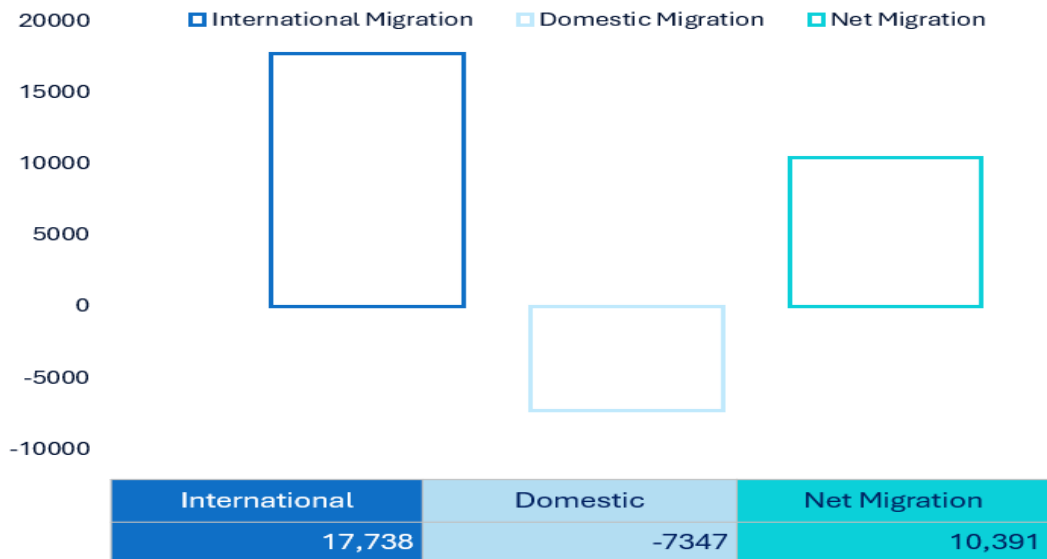 International Migration Domestic Migration Net Migration
20000
15000
10000
5000
0
-5000
-10000
International Domestic Net Migration
17,738 -7347 10,391